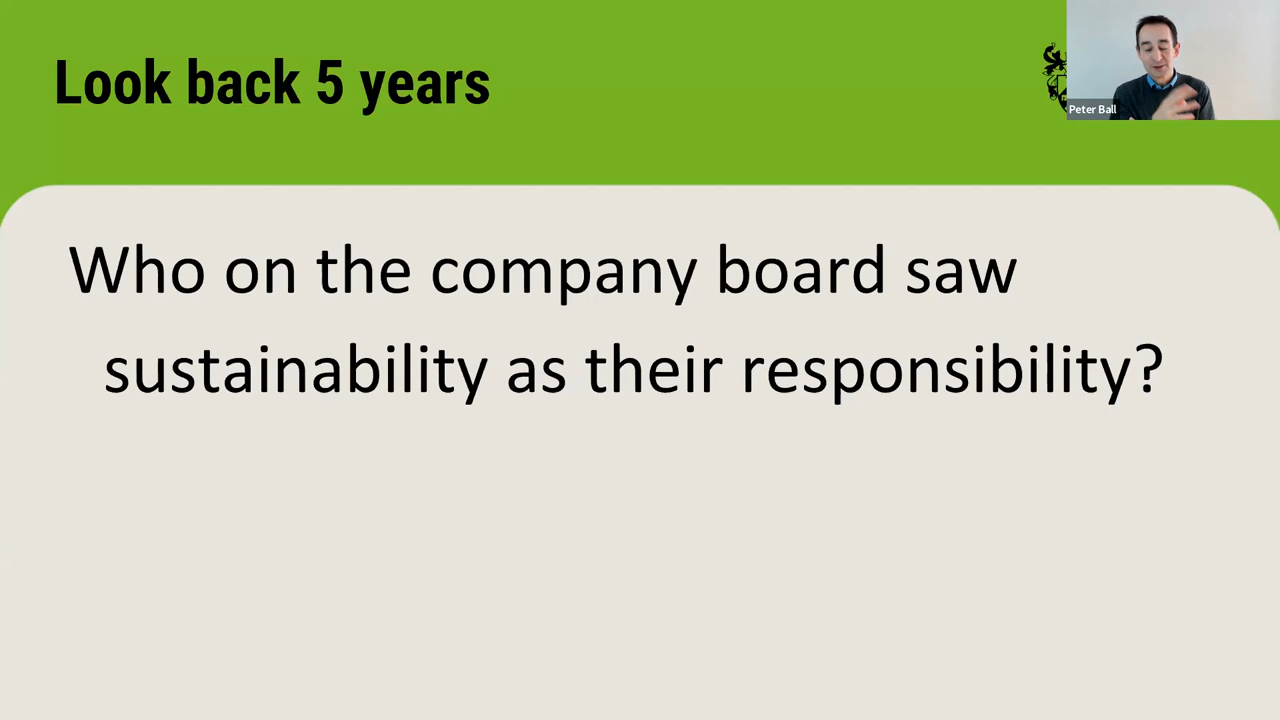 Look back 5 years
Peter Ball
Who on the company board saw
sustainability as their responsibility?